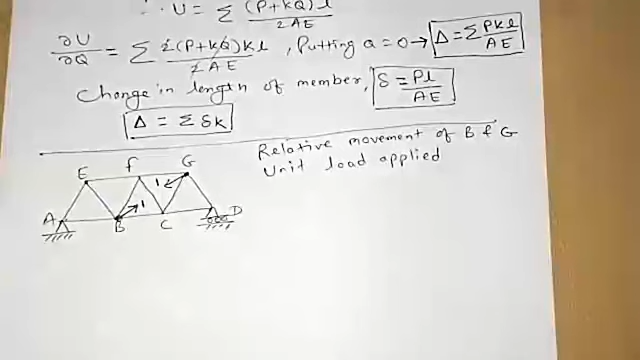 ∴ U = Σ (P+kQ)²l / 2AE
∂U/∂Q = Σ 2(P+kQ)kl / 2AE , Putting Q = 0 → Δ = Σ Pkl / AE
Change in length of member, δ = Pl / AE
Δ = Σ δk
Relative movement of B & G
Unit load applied
E F G
1
1
A B C D